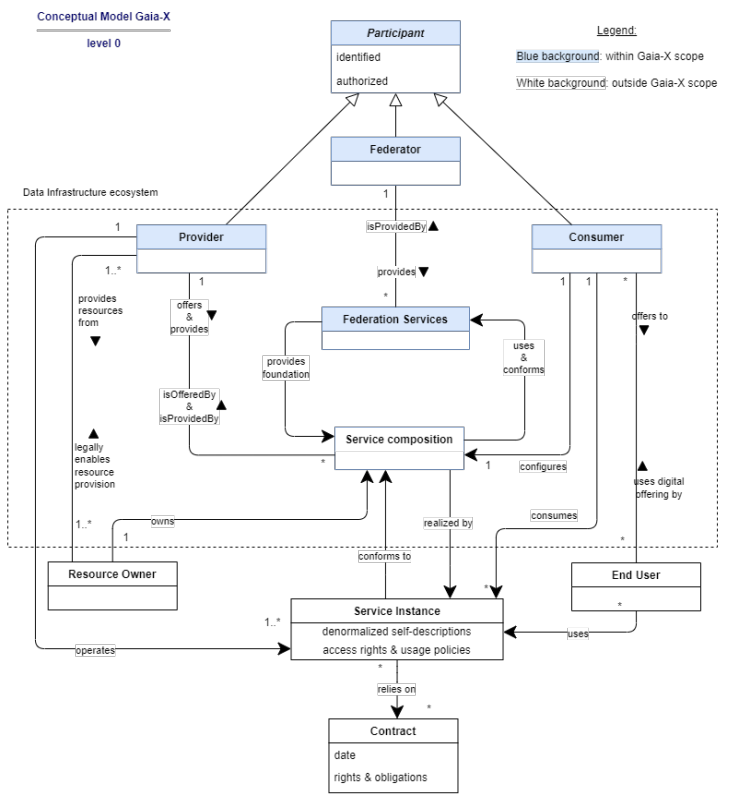 Conceptual Model Gaia-X
level 0
Participant
identified
authorized
Legend:
Blue background: within Gaia-X scope
White background: outside Gaia-X scope
Federator
1
Data Infrastructure ecosystem
isProvidedBy
provides
*
Provider
1
1..*
1
Consumer
1
1
*
provides
resources
from
offers
&
provides
Federation Services
offers to
provides
foundation
uses
&
conforms
isOfferedBy
&
isProvidedBy
legally
enables
resource
provision
Service composition
*
1
configures
uses digital
offering by
1..*
owns
1
realized by
consumes
*
conforms to
Resource Owner
End User
*
*
Service Instance
1..*
denormalized self-descriptions
access rights & usage policies
operates
uses
*
relies on
*
Contract
date
rights & obligations